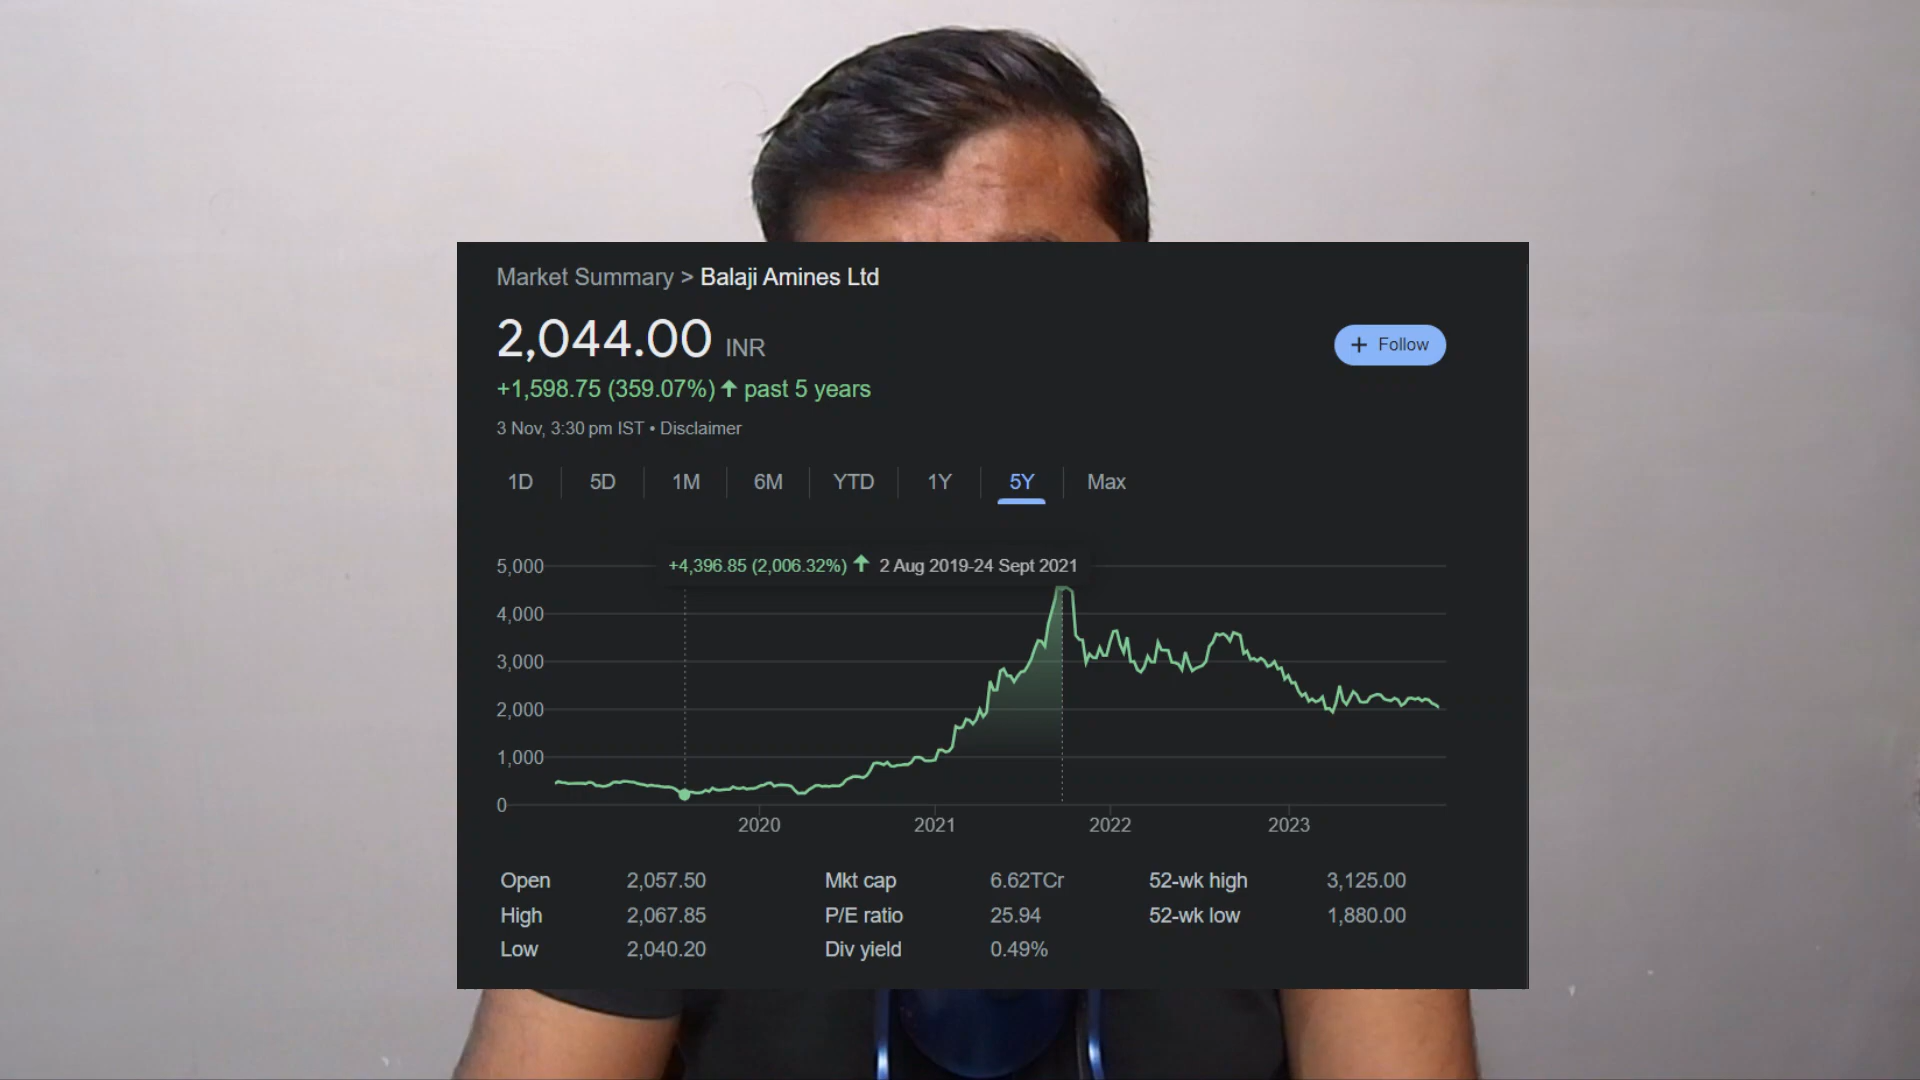 Market Summary > Balaji Amines Ltd
2,044.00 INR
+ Follow
+1,598.75 (359.07%) ↑ past 5 years
3 Nov, 3:30 pm IST • Disclaimer
1D 5D 1M 6M YTD 1Y 5Y Max
+4,396.85 (2,006.32%) ↑ 2 Aug 2019-24 Sept 2021
5,000
4,000
3,000
2,000
1,000
0
2020 2021 2022 2023
Open 2,057.50 Mkt cap 6.62TCr 52-wk high 3,125.00
High 2,067.85 P/E ratio 25.94 52-wk low 1,880.00
Low 2,040.20 Div yield 0.49%